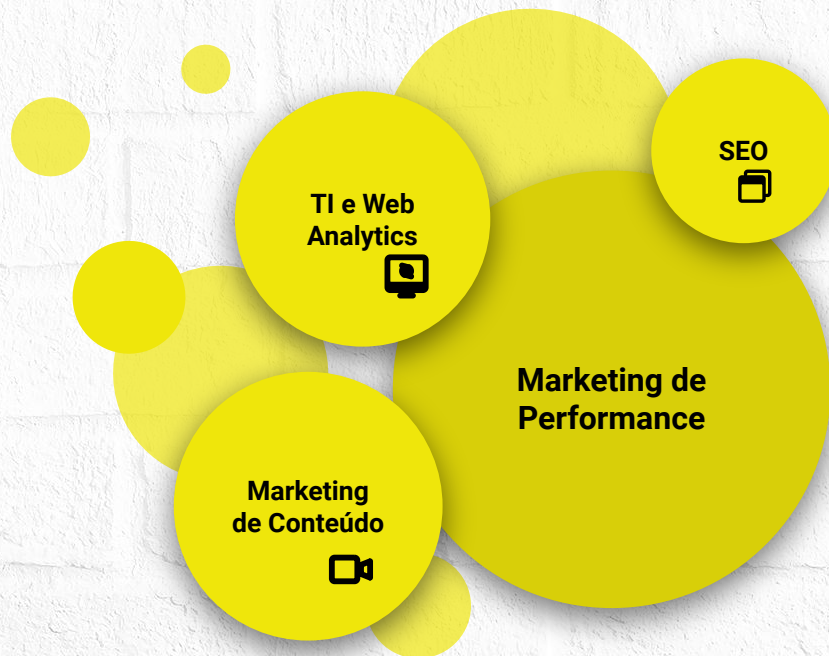 SEO
TI e Web
Analytics
Marketing de
Performance
Marketing
de Conteúdo